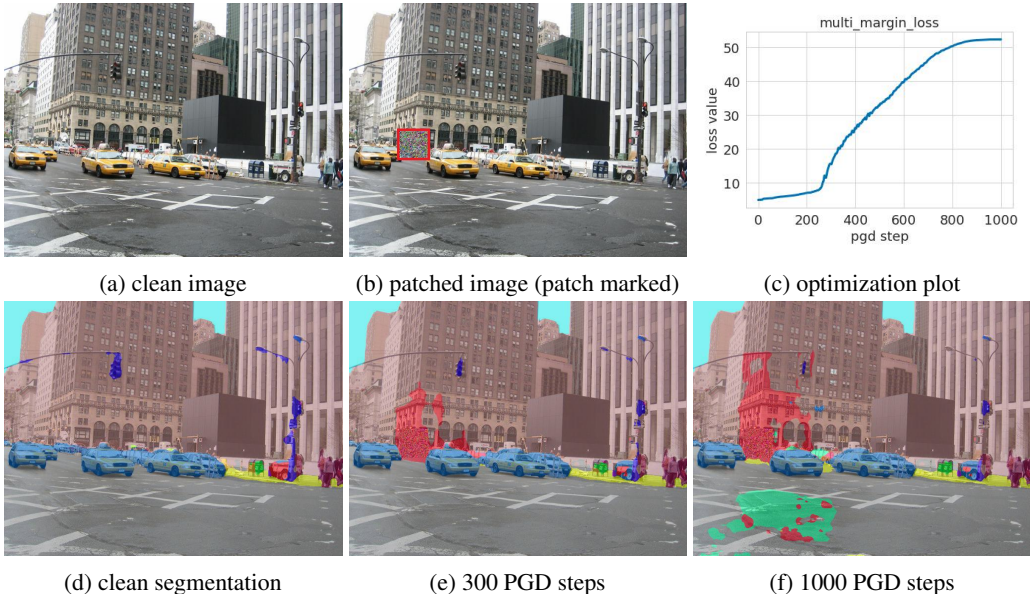 multi_margin_loss
50
40
30
20
10
loss value
0
200
400
600
800
1000
pgd step
(a) clean image
(b) patched image (patch marked)
(c) optimization plot
(d) clean segmentation
(e) 300 PGD steps
(f) 1000 PGD steps